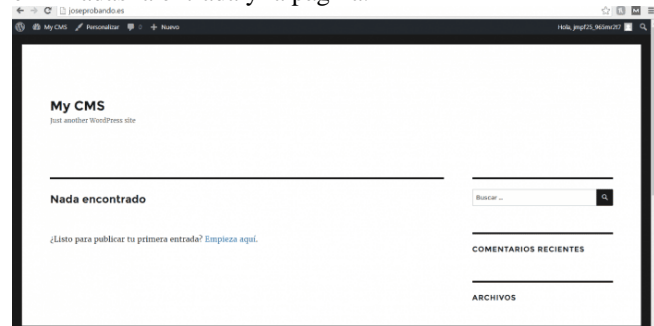 joseprobando.es
My CMS Personalizar 0 + Nuevo Hola,
My CMS
Just another WordPress site
Nada encontrado
¿Listo para publicar tu primera entrada? Empieza aquí.
Buscar ...
COMENTARIOS RECIENTES
ARCHIVOS